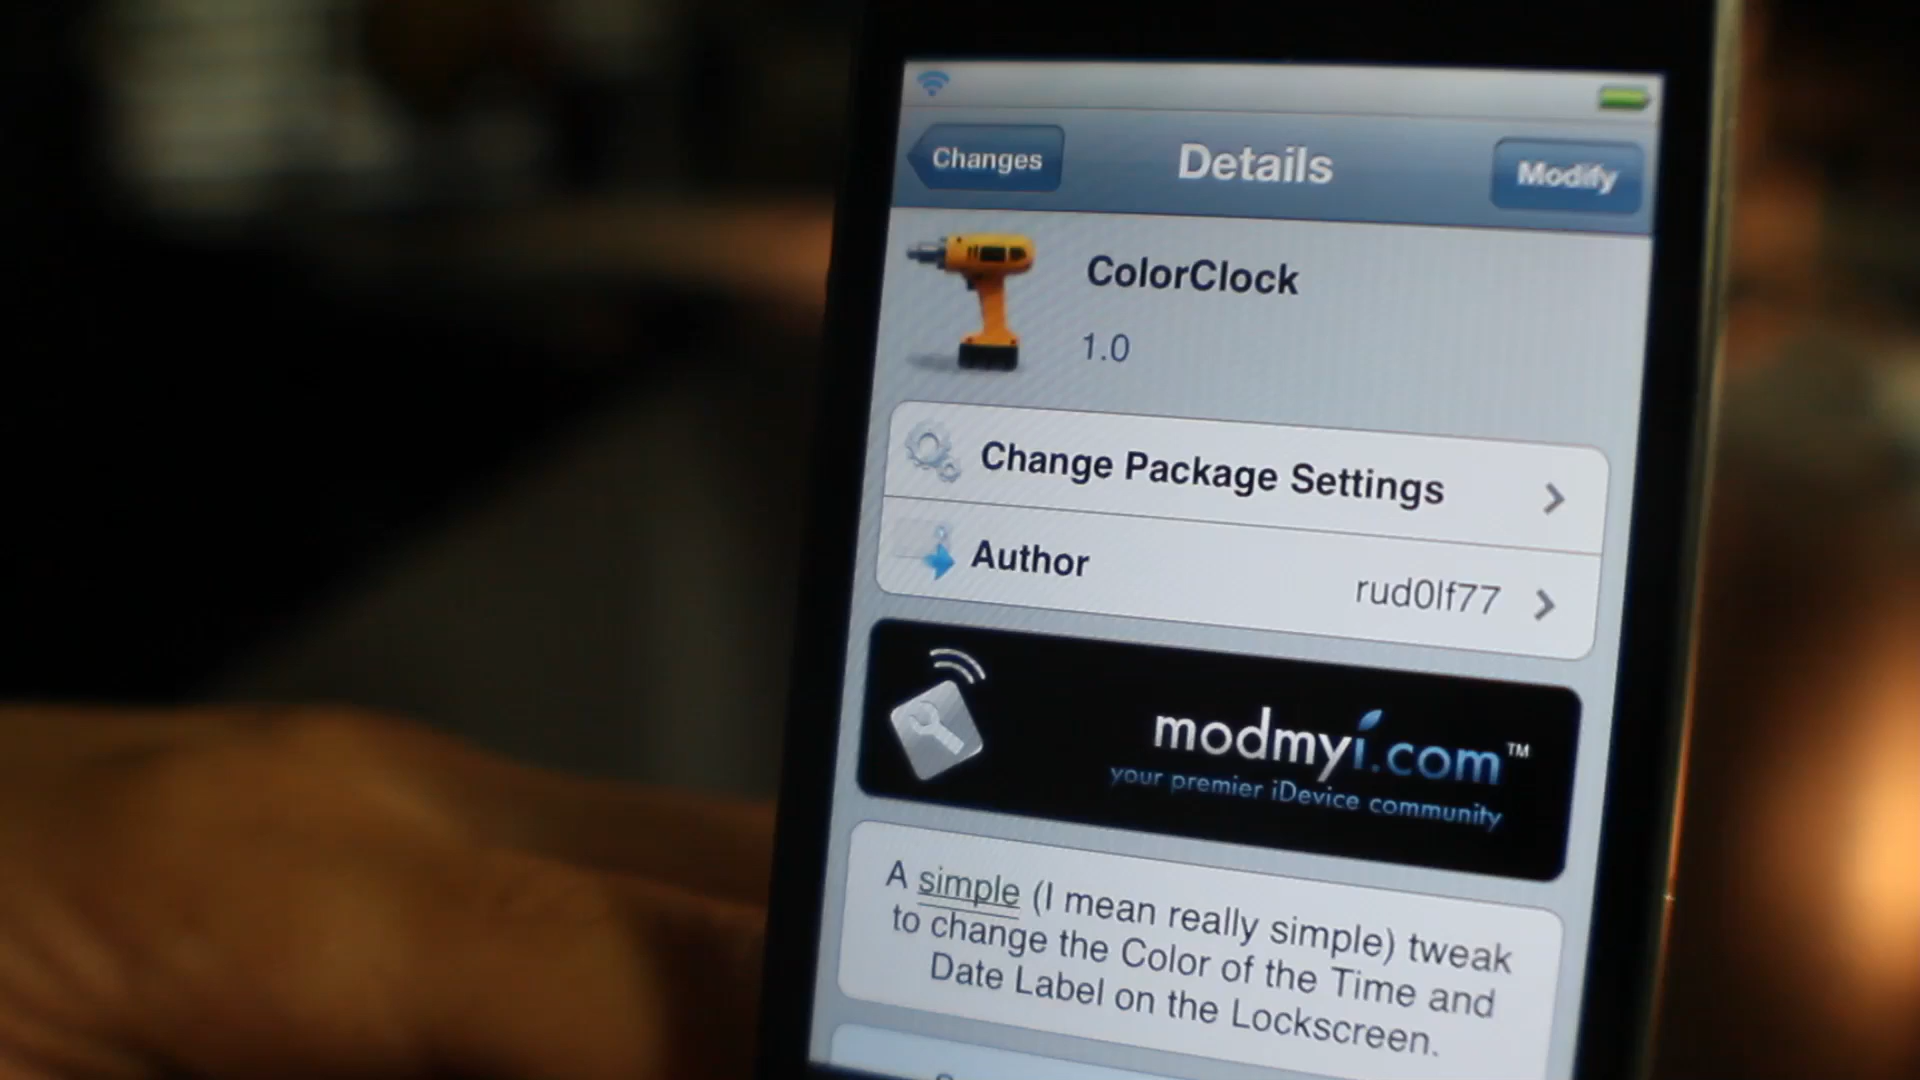 Changes
Details
Modify
ColorClock
1.0
Change Package Settings
Author
rud0lf77
modmyi.com™
your premier iDevice community
A simple (I mean really simple) tweak
to change the Color of the Time and
Date Label on the Lockscreen.